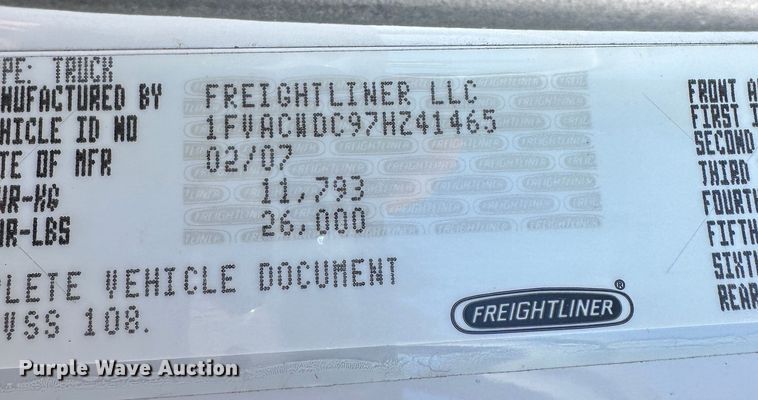 PE: TRUCK
NUFACTURED BY FREIGHTLINER LLC
HICLE ID NO 1FVACWDC97HZ41465
TE OF MFR 02/07
WR-KG 11,793
WR-LBS 26,000
PLETE VEHICLE DOCUMENT
VSS 108.
FRONT A
FIRST I
SECOND
THIRD
FOURTH
FIFTH
SIXTH
REAR
FREIGHTLINER®
Purple Wave Auction